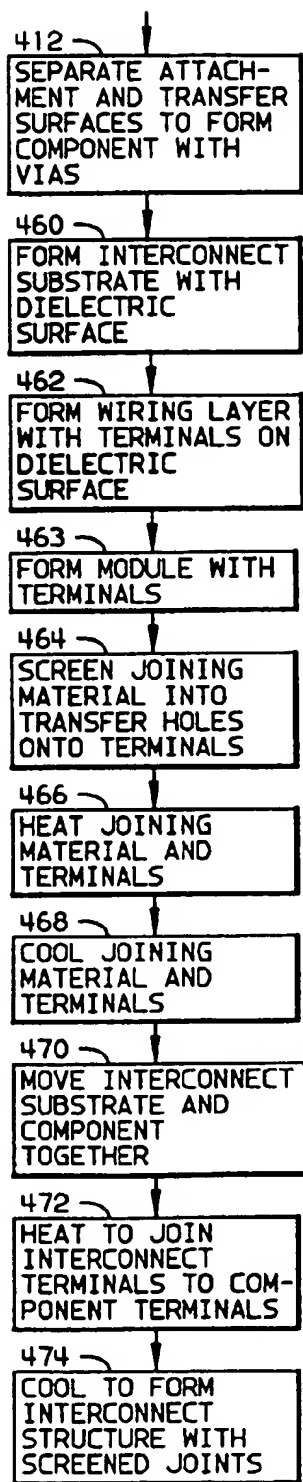 412
SEPARATE ATTACH-
MENT AND TRANSFER
SURFACES TO FORM
COMPONENT WITH
VIAS
460
FORM INTERCONNECT
SUBSTRATE WITH
DIELECTRIC
SURFACE
462
FORM WIRING LAYER
WITH TERMINALS ON
DIELECTRIC
SURFACE
463
FORM MODULE WITH
TERMINALS
464
SCREEN JOINING
MATERIAL INTO
TRANSFER HOLES
ONTO TERMINALS
466
HEAT JOINING
MATERIAL AND
TERMINALS
468
COOL JOINING
MATERIAL AND
TERMINALS
470
MOVE INTERCONNECT
SUBSTRATE AND
COMPONENT
TOGETHER
472
HEAT TO JOIN
INTERCONNECT
TERMINALS TO COM-
PONENT TERMINALS
474
COOL TO FORM
INTERCONNECT
STRUCTURE WITH
SCREENED JOINTS